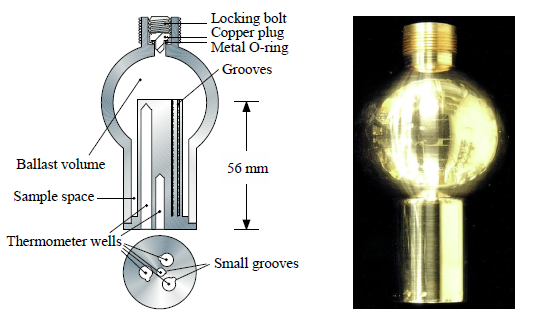 Locking bolt
Copper plug
Metal O-ring
Grooves
Ballast volume
56 mm
Sample space
Thermometer wells
Small grooves